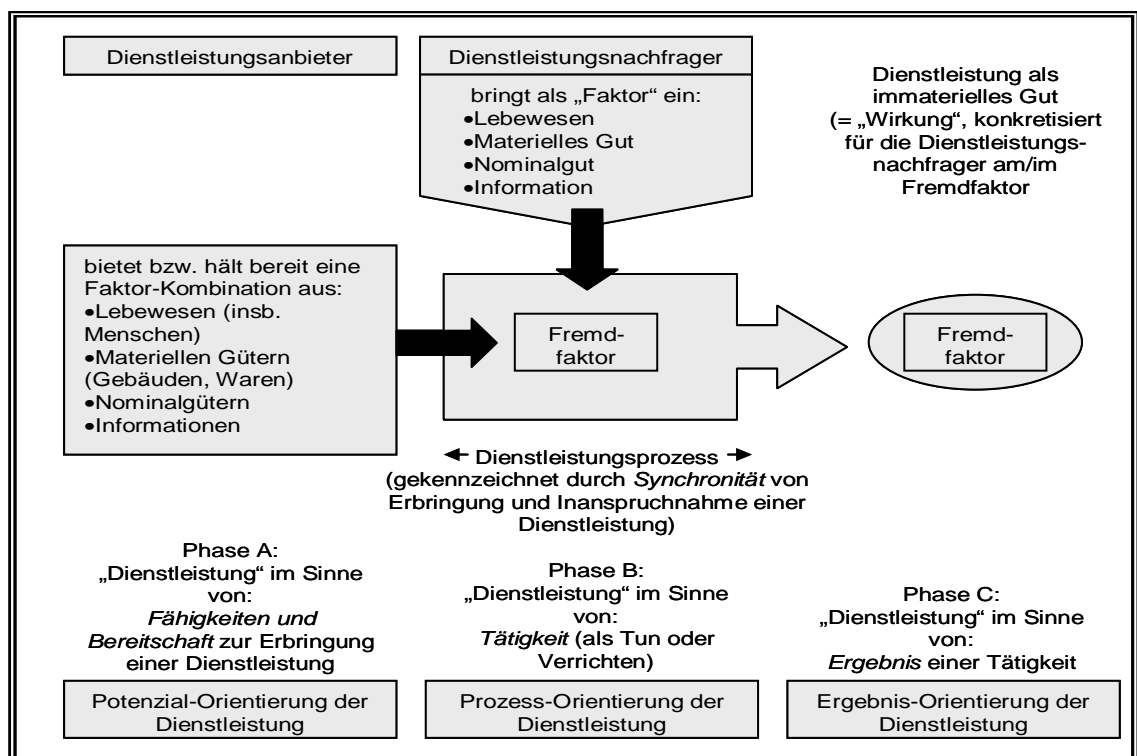 Dienstleistungsanbieter
Dienstleistungsnachfrager
bringt als „Faktor“ ein:
•Lebewesen
•Materielles Gut
•Nominalgut
•Information
Dienstleistung als
immaterielles Gut
(= „Wirkung“, konkretisiert
für die Dienstleistungs-
nachfrager am/im
Fremdfaktor
bietet bzw. hält bereit eine
Faktor-Kombination aus:
•Lebewesen (insb.
Menschen)
•Materiellen Gütern
(Gebäuden, Waren)
•Nominalgütern
•Informationen
Fremd-
faktor
Fremd-
faktor
Dienstleistungsprozess
(gekennzeichnet durch Synchronität von
Erbringung und Inanspruchnahme einer
Dienstleistung)
Phase A:
„Dienstleistung“ im Sinne
von:
Fähigkeiten und
Bereitschaft zur Erbringung
einer Dienstleistung
Phase B:
„Dienstleistung“ im Sinne
von:
Tätigkeit (als Tun oder
Verrichten)
Phase C:
„Dienstleistung“ im Sinne
von:
Ergebnis einer Tätigkeit
Potenzial-Orientierung der
Dienstleistung
Prozess-Orientierung der
Dienstleistung
Ergebnis-Orientierung der
Dienstleistung